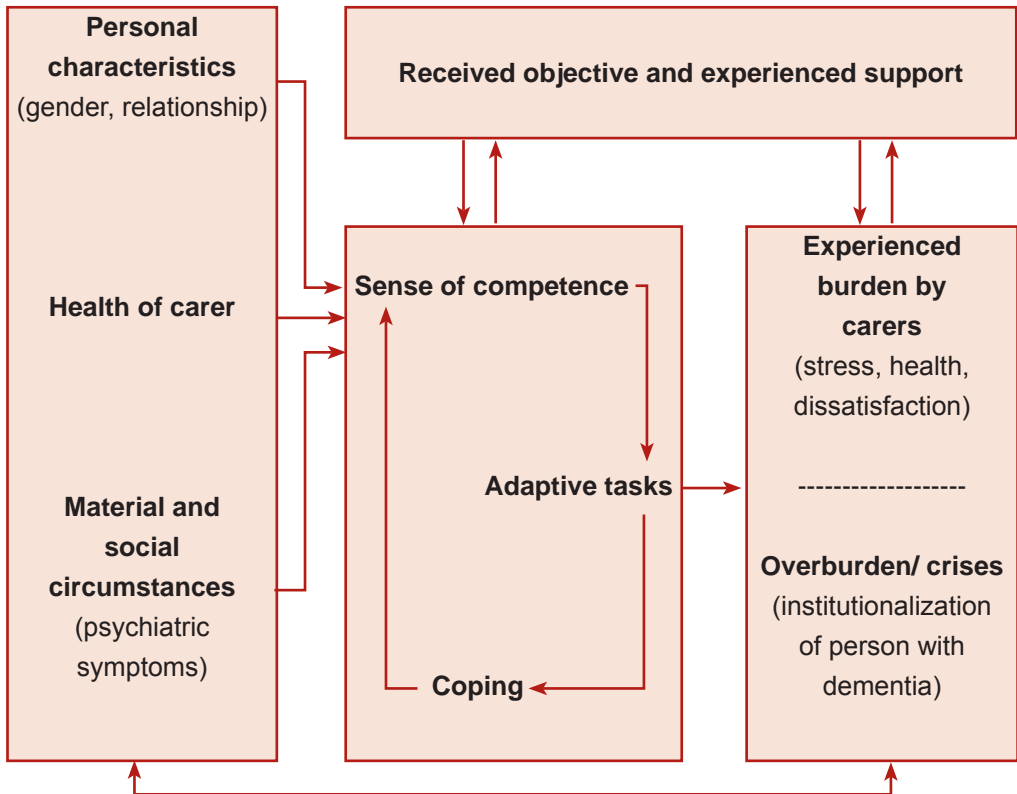 Personal
characteristics
(gender, relationship)
Health of carer
Material and
social
circumstances
(psychiatric
symptoms)
Received objective and experienced support
Sense of competence
Adaptive tasks
Coping
Experienced
burden by
carers
(stress, health,
dissatisfaction)
-------------------
Overburden/ crises
(institutionalization
of person with
dementia)